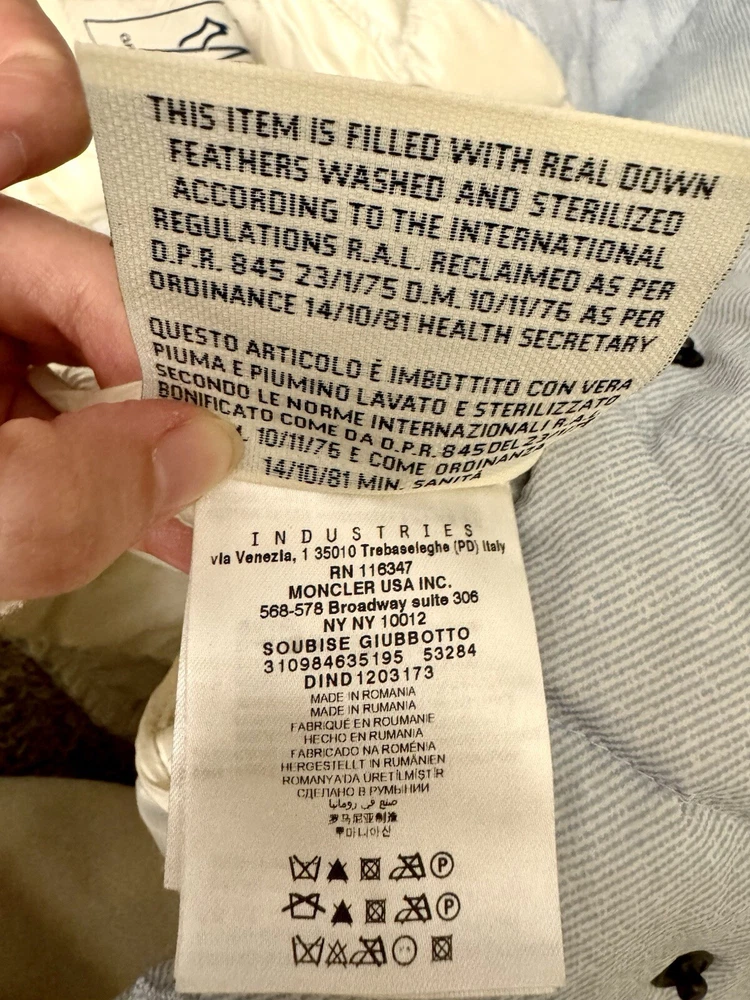 THIS ITEM IS FILLED WITH REAL DOWN
FEATHERS WASHED AND STERILIZED
ACCORDING TO THE INTERNATIONAL
REGULATIONS R.A.L. RECLAIMED AS PER
D.P.R. 845 23/1/75 D.M. 10/11/76 AS PER
ORDINANCE 14/10/81 HEALTH SECRETARY
QUESTO ARTICOLO È IMBOTTITO CON VERA
PIUMA E PIUMINO LAVATO E STERILIZZATO
SECONDO LE NORME INTERNAZIONALI R.A.L.
BONIFICATO COME DA D.P.R. 845 DEL
10/11/76 E COME ORDINANZA
14/10/81 MIN. SANITÀ
INDUSTRIES
via Venezia, 1 35010 Trebaseleghe (PD) Italy
RN 116347
MONCLER USA INC.
568-578 Broadway suite 306
NY NY 10012
SOUBISE GIUBBOTTO
310984635195 53284
DIND1203173
MADE IN ROMANIA
MADE IN RUMANIA
FABRIQUÉ EN ROUMANIE
HECHO EN RUMANIA
FABRICADO NA ROMÉNIA
HERGESTELLT IN RUMÄNIEN
ROMANYA'DA ÜRETİLMİŞTİR
СДЕЛАНО В РУМЫНИИ
صنع في رومانيا
罗马尼亚制造
루마니아산
P
P